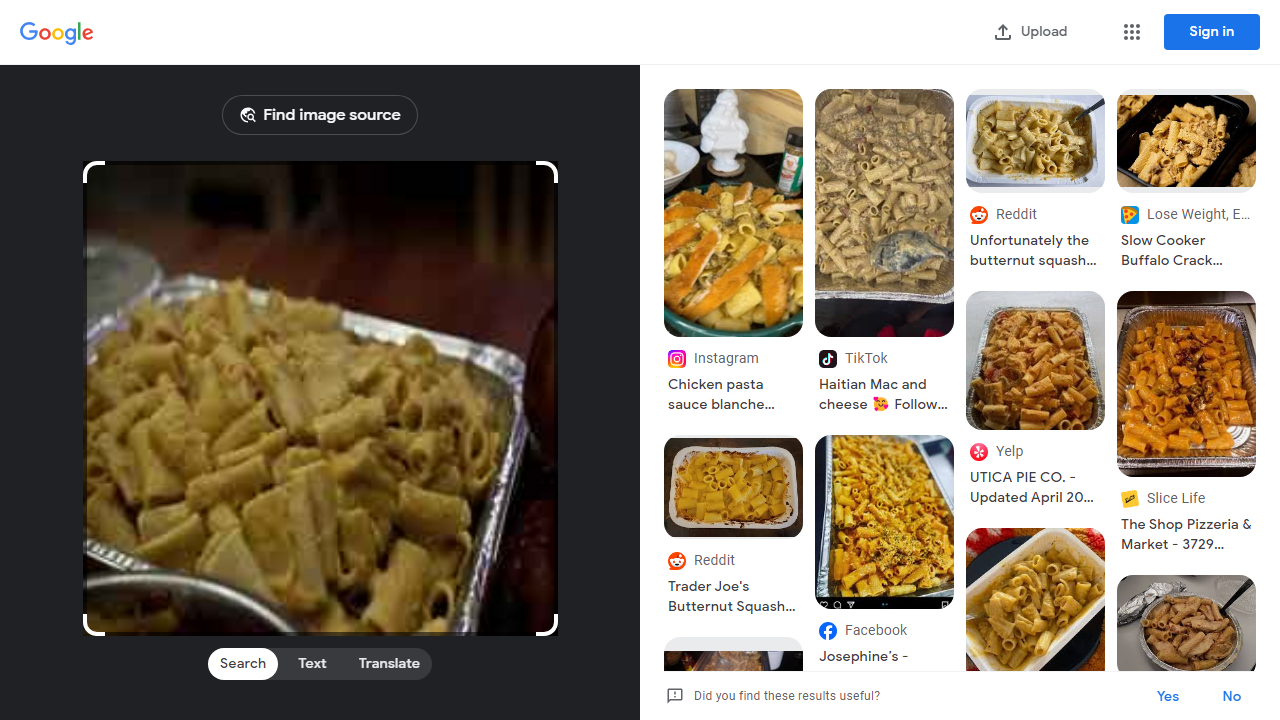 Google
Upload
Sign in
Find image source
Search
Text
Translate
Instagram
Chicken pasta
sauce blanche...
TikTok
Haitian Mac and
cheese 🥰 Follow...
Reddit
Unfortunately the
butternut squash...
Lose Weight, E...
Slow Cooker
Buffalo Crack...
Yelp
UTICA PIE CO. -
Updated April 20...
Slice Life
The Shop Pizzeria &
Market - 3729...
Reddit
Trader Joe's
Butternut Squash...
Facebook
Josephine's -
Did you find these results useful?
Yes
No